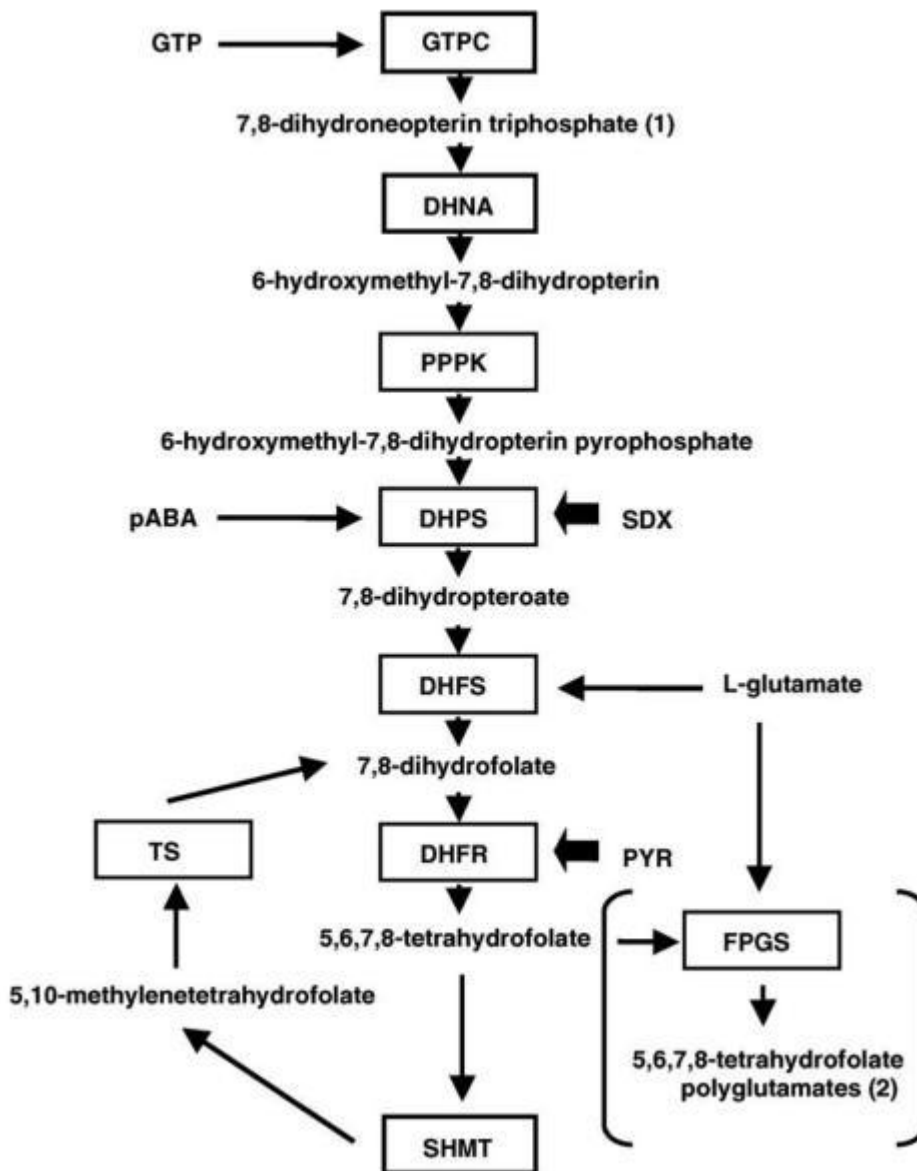 GTP
GTPC
7,8-dihydroneopterin triphosphate (1)
DHNA
6-hydroxymethyl-7,8-dihydropterin
PPPK
6-hydroxymethyl-7,8-dihydropterin pyrophosphate
pABA
DHPS
SDX
7,8-dihydropteroate
DHFS
L-glutamate
7,8-dihydrofolate
TS
DHFR
PYR
5,6,7,8-tetrahydrofolate
FPGS
5,10-methylenetetrahydrofolate
5,6,7,8-tetrahydrofolate
polyglutamates (2)
SHMT